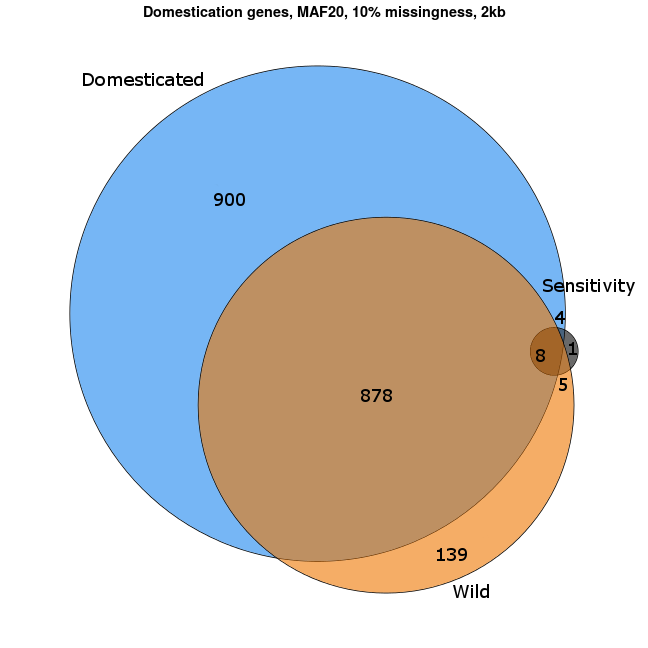 Domestication genes, MAF20, 10% missingness, 2kb
Domesticated
900
Sensitivity
4
1
8
5
878
139
Wild